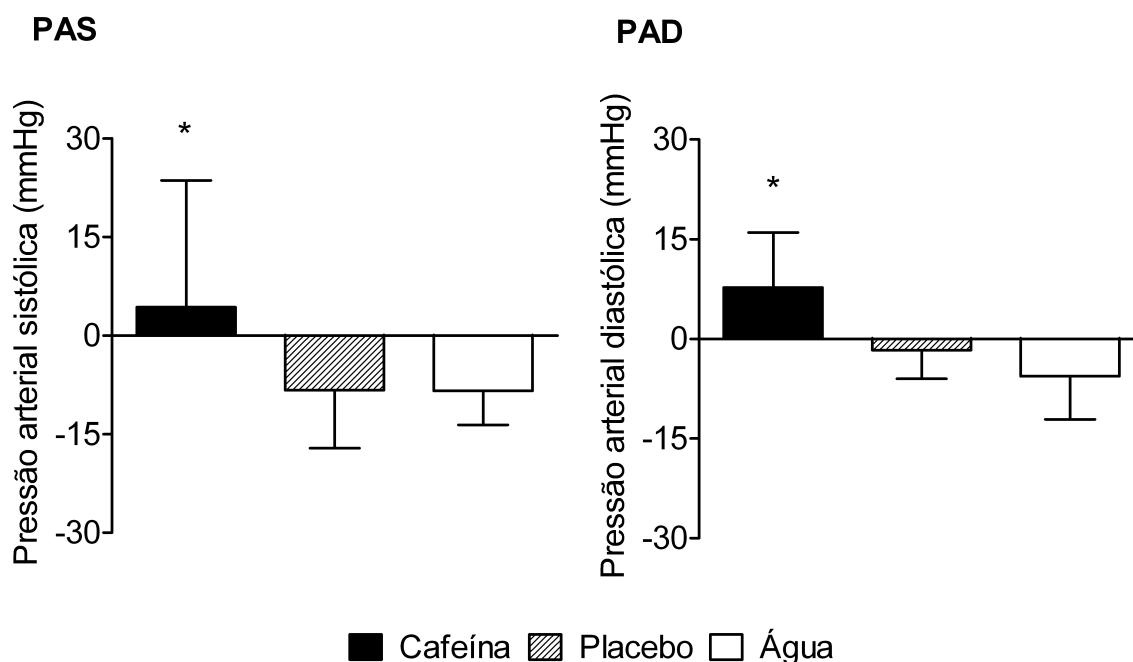 PAS
Pressão arterial sistólica (mmHg)
*
30
15
0
-15
-30
PAD
Pressão arterial diastólica (mmHg)
*
30
15
0
-15
-30
Cafeína Placebo Água